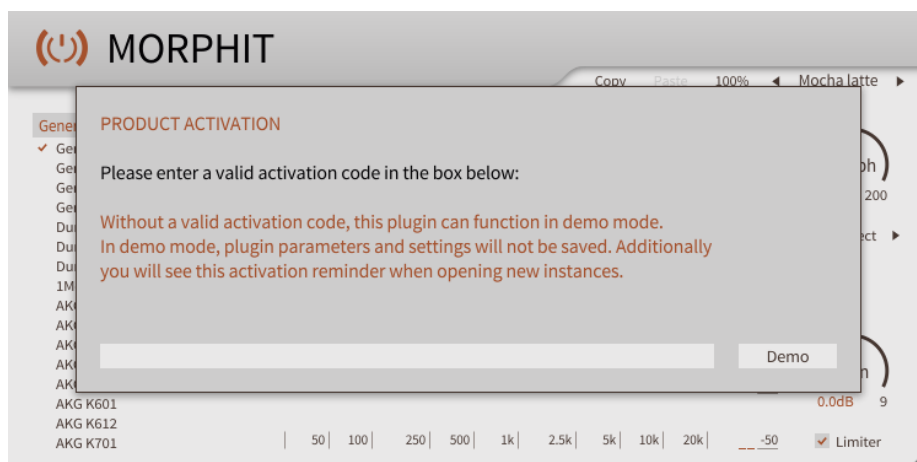 MORPHIT
Copy Paste 100% Mocha latte
PRODUCT ACTIVATION
Please enter a valid activation code in the box below:
Without a valid activation code, this plugin can function in demo mode.
In demo mode, plugin parameters and settings will not be saved. Additionally
you will see this activation reminder when opening new instances.
Demo
200
1M
AKG K601
AKG K612
AKG K701
0.0dB 9
50 100 250 500 1k 2.5k 5k 10k 20k -50 Limiter